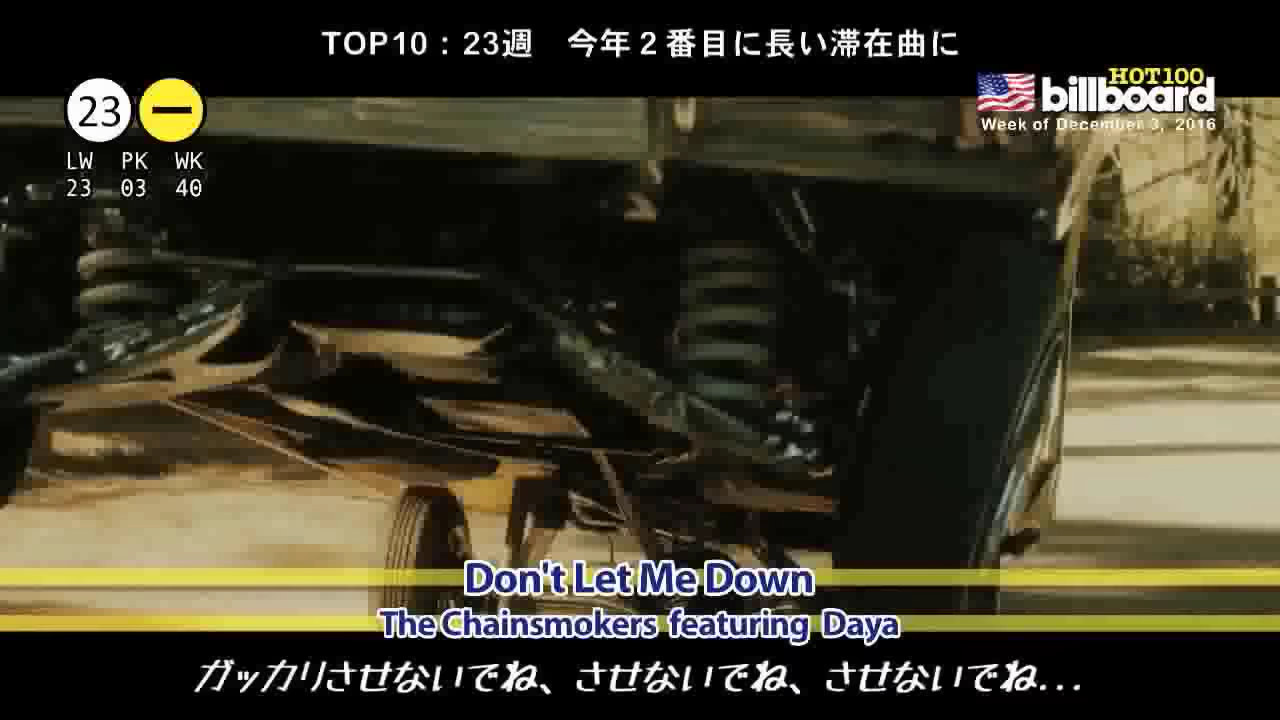 TOP10：23週　今年２番目に長い滞在曲に
23
LW PK WK
23 03 40
HOT100
billboard
Week of December 3, 2016
Don't Let Me Down
The Chainsmokers featuring Daya
ガッカリさせないでね、させないでね、させないでね...